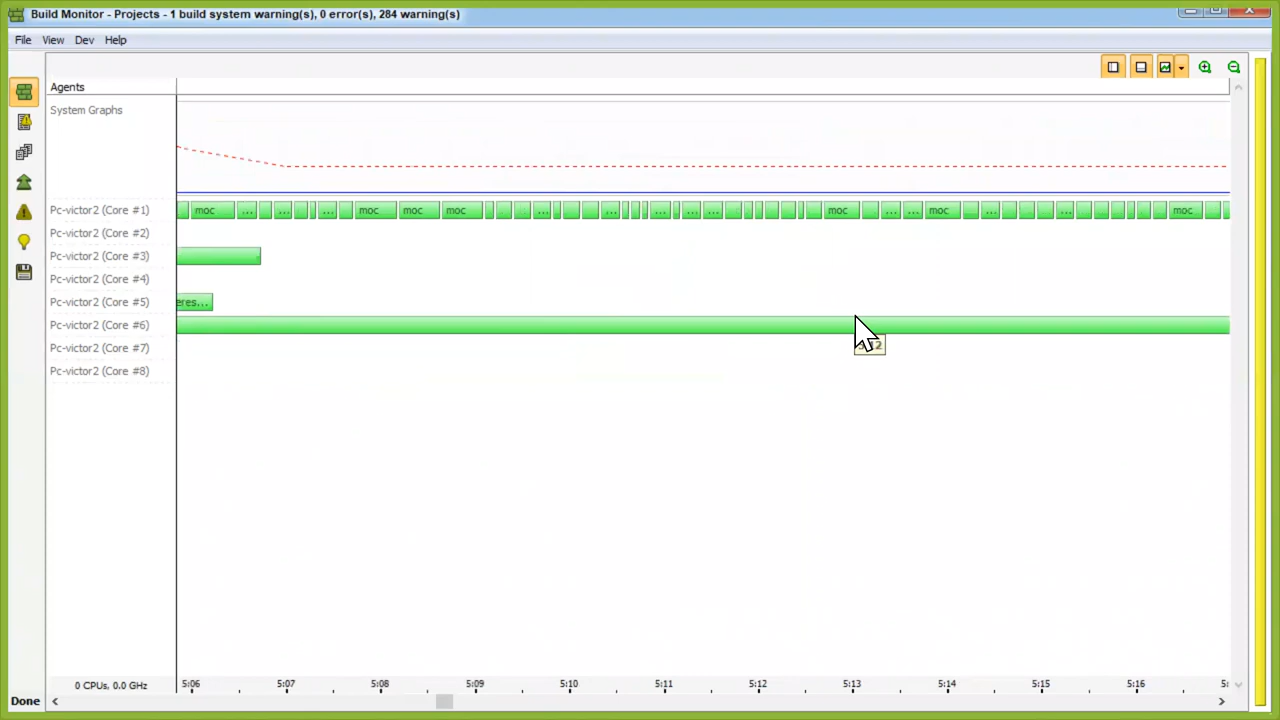 Build Monitor - Projects - 1 build system warning(s), 0 error(s), 284 warning(s)
File View Dev Help
Agents
System Graphs
Pc-victor2 (Core #1) moc ... ... ... moc moc moc ... ... ... ... ... moc ... ... moc ... ... moc
Pc-victor2 (Core #2)
Pc-victor2 (Core #3)
Pc-victor2 (Core #4)
Pc-victor2 (Core #5) eres...
Pc-victor2 (Core #6)
Pc-victor2 (Core #7)
Pc-victor2 (Core #8)
0 CPUs, 0.0 GHz 5:06 5:07 5:08 5:09 5:10 5:11 5:12 5:13 5:14 5:15 5:16
Done